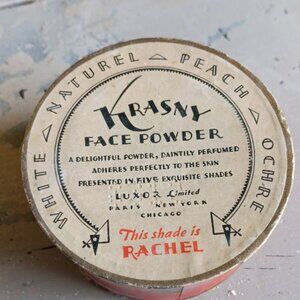 WHITE △ NATUREL △ PEACH △ OCHRE
KRASNY
FACE POWDER
A DELIGHTFUL POWDER, DAINTILY PERFUMED
ADHERES PERFECTLY TO THE SKIN
PRESENTED IN FIVE EXQUISITE SHADES
LUXOR Limited
PARIS NEW YORK
CHICAGO
This shade is
RACHEL